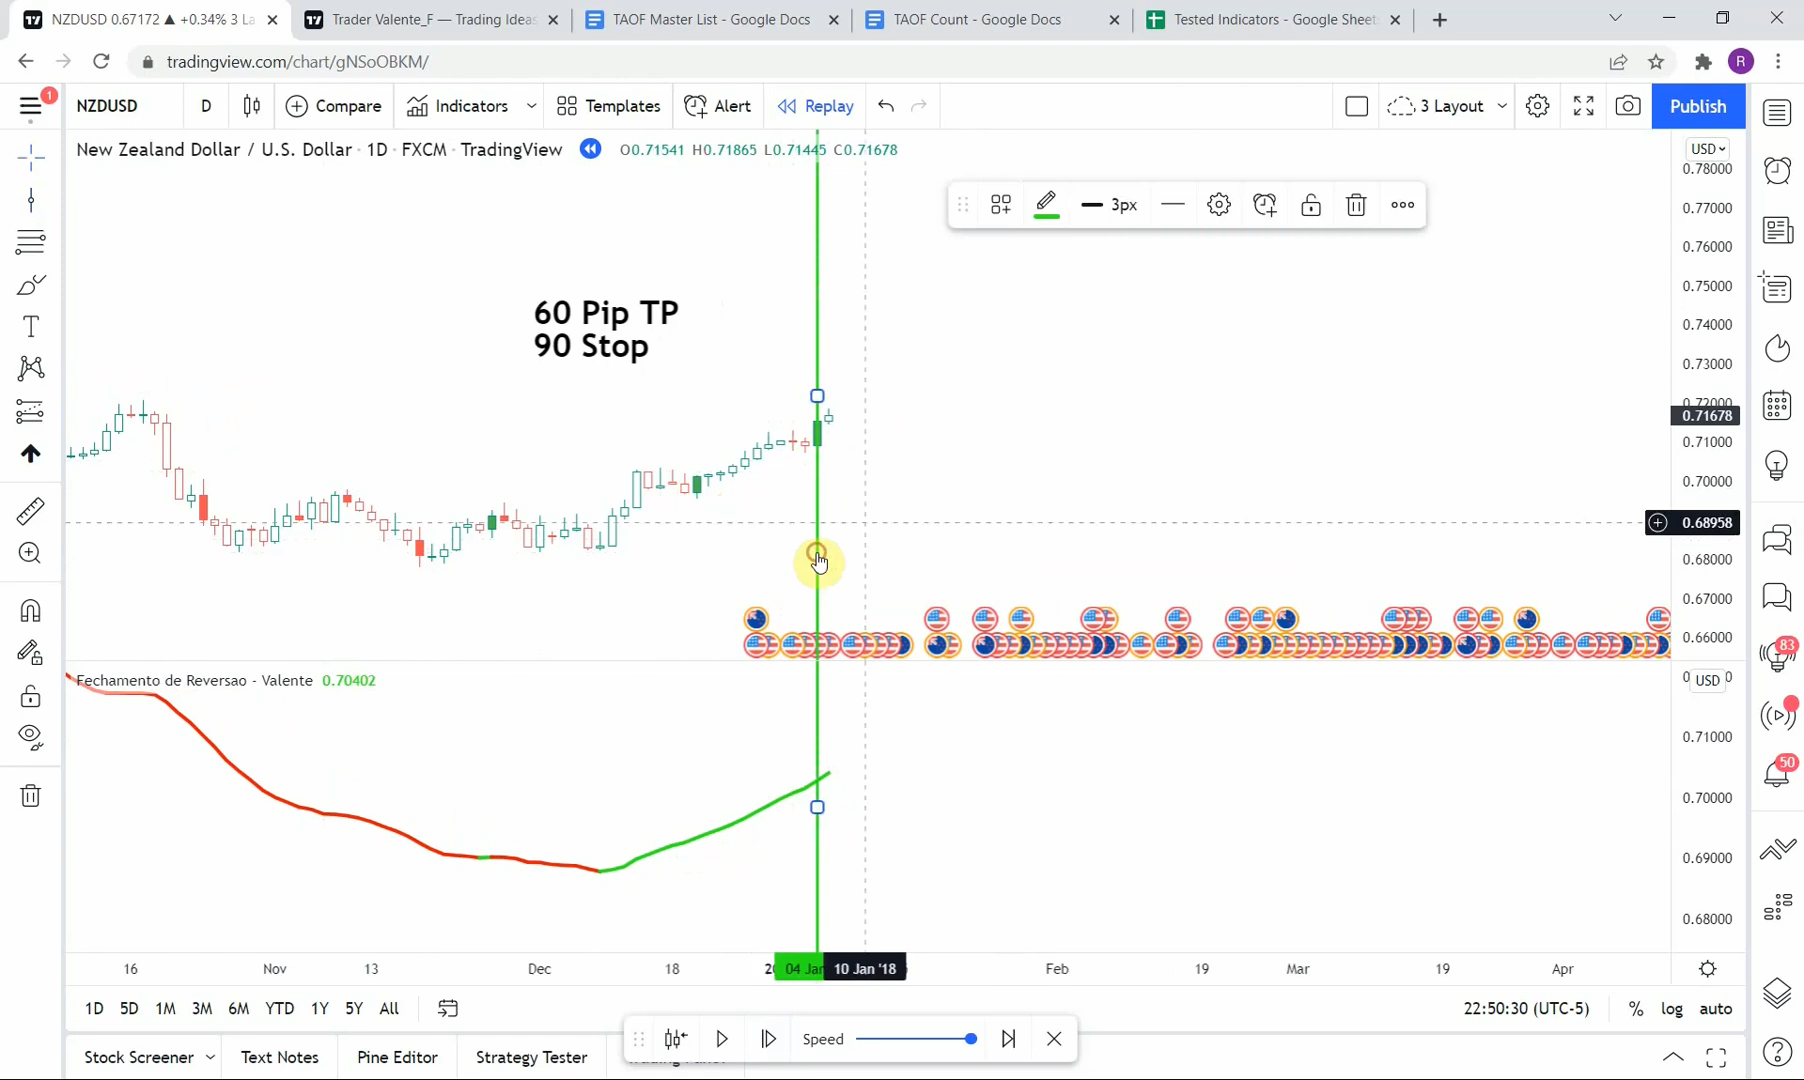 NZDUSD 0.67172 ▲ +0.34% 3 La
Trader Valente_F — Trading Ideas
TAOF Master List - Google Docs
TAOF Count - Google Docs
Tested Indicators - Google Sheets
tradingview.com/chart/gNSoOBKM/
R
1
NZDUSD
D
Compare
Indicators
Templates
Alert
Replay
3 Layout
Publish
New Zealand Dollar / U.S. Dollar · 1D · FXCM · TradingView
O0.71541 H0.71865 L0.71445 C0.71678
USD
0.78000
0.77000
0.76000
3px
0.75000
60 Pip TP
90 Stop
0.74000
0.73000
0.72000
0.71678
0.71000
0.70000
0.68958
0.68000
0.67000
0.66000
83
50
Fechamento de Reversao - Valente 0.70402
USD
0.71000
0.70000
0.69000
0.68000
16
Nov
13
Dec
18
04 Jan
10 Jan '18
Feb
19
Mar
19
Apr
1D 5D 1M 3M 6M YTD 1Y 5Y All
22:50:30 (UTC-5)
% log auto
Speed
Stock Screener
Text Notes
Pine Editor
Strategy Tester